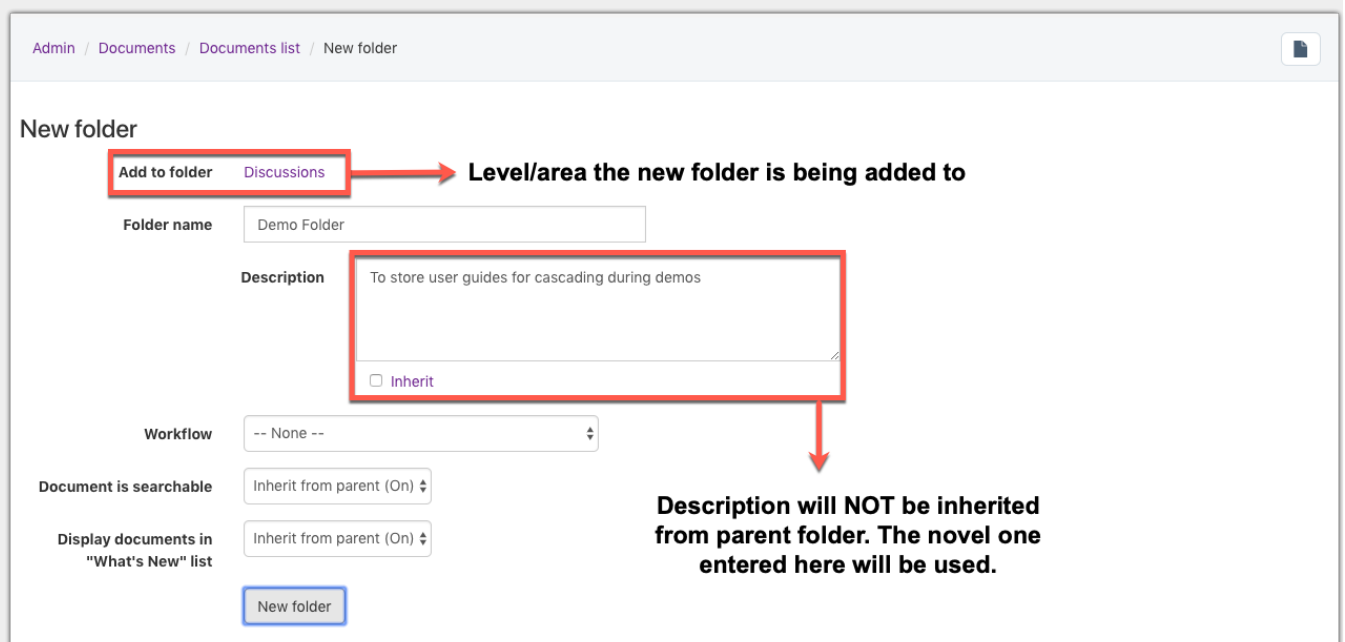 Admin / Documents / Documents list / New folder
New folder
Add to folder Discussions
Level/area the new folder is being added to
Folder name Demo Folder
Description To store user guides for cascading during demos
Inherit
Workflow -- None --
Document is searchable Inherit from parent (On)
Display documents in Inherit from parent (On)
"What's New" list
Description will NOT be inherited
from parent folder. The novel one
entered here will be used.
New folder